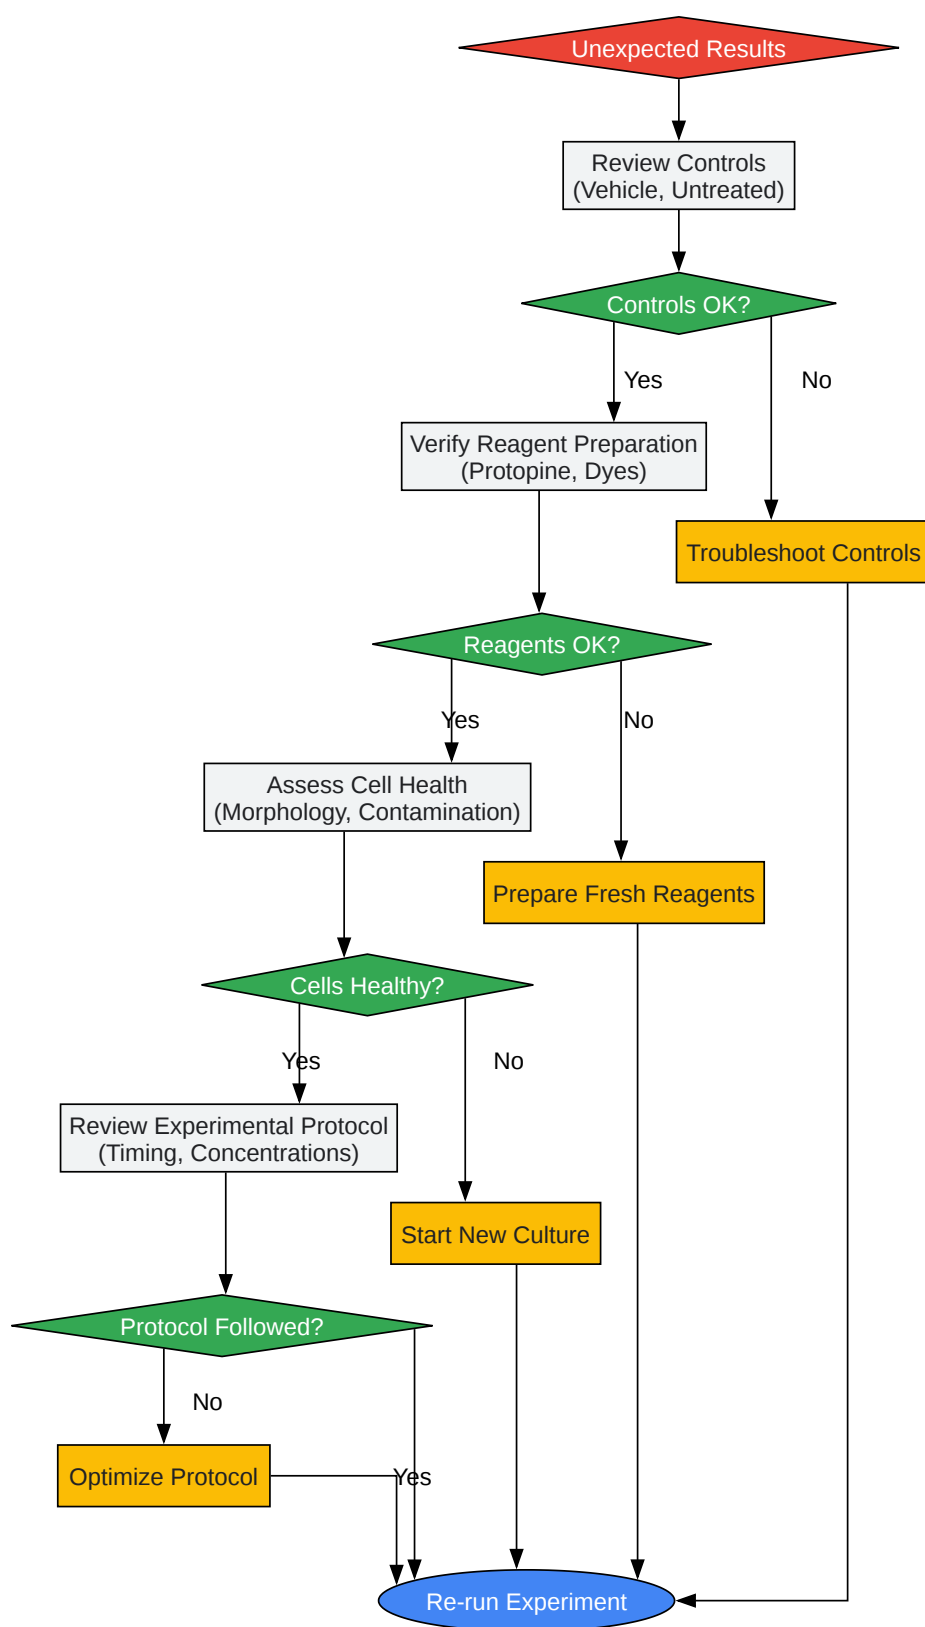 Unexpected Results
Review Controls
(Vehicle, Untreated)
Controls OK?
Yes
No
Verify Reagent Preparation
(Protopine, Dyes)
Troubleshoot Controls
Reagents OK?
Yes
No
Assess Cell Health
(Morphology, Contamination)
Prepare Fresh Reagents
Cells Healthy?
Yes
No
Review Experimental Protocol
(Timing, Concentrations)
Start New Culture
Protocol Followed?
No
Optimize Protocol
Yes
Re-run Experiment